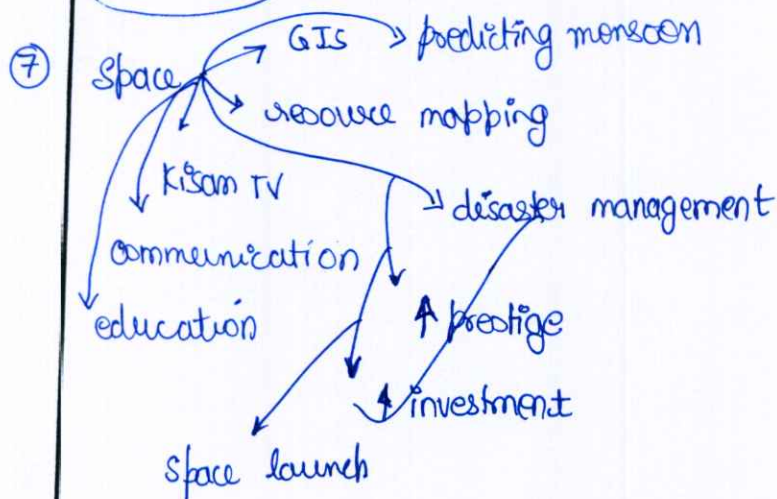 ⑦ Space
GIS
predicting monsoon
resource mapping
Kisan TV
disaster management
communication
education
↑ prestige
↑ investment
Space launch